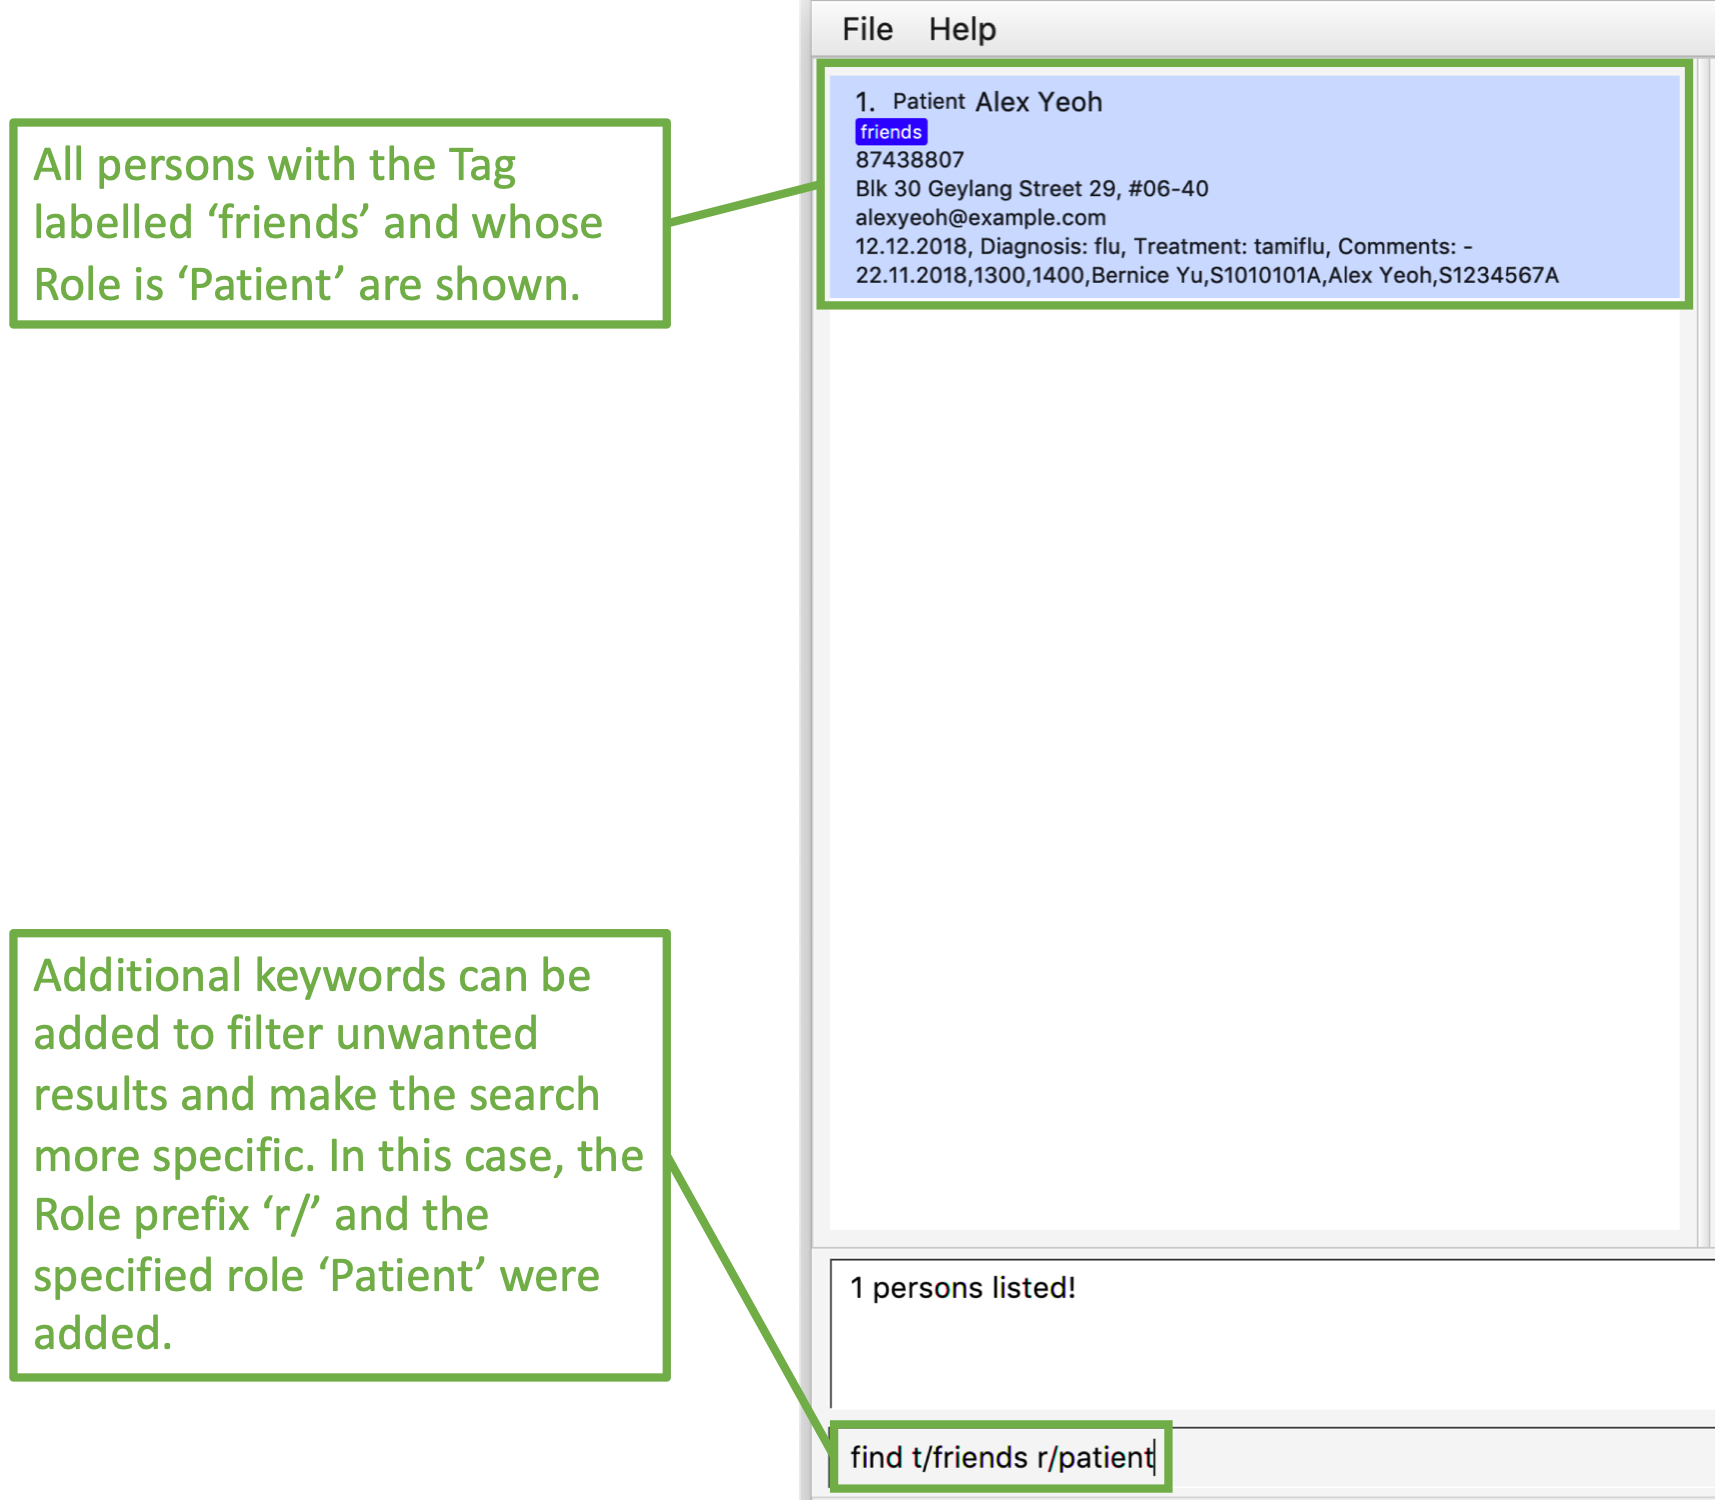 File Help
1. Patient Alex Yeoh
friends
87438807
Blk 30 Geylang Street 29, #06-40
alexyeoh@example.com
12.12.2018, Diagnosis: flu, Treatment: tamiflu, Comments: -
22.11.2018,1300,1400,Bernice Yu,S1010101A,Alex Yeoh,S1234567A
All persons with the Tag
labelled ‘friends’ and whose
Role is ‘Patient’ are shown.
Additional keywords can be
added to filter unwanted
results and make the search
more specific. In this case, the
Role prefix ‘r/’ and the
specified role ‘Patient’ were
added.
1 persons listed!
find t/friends r/patient